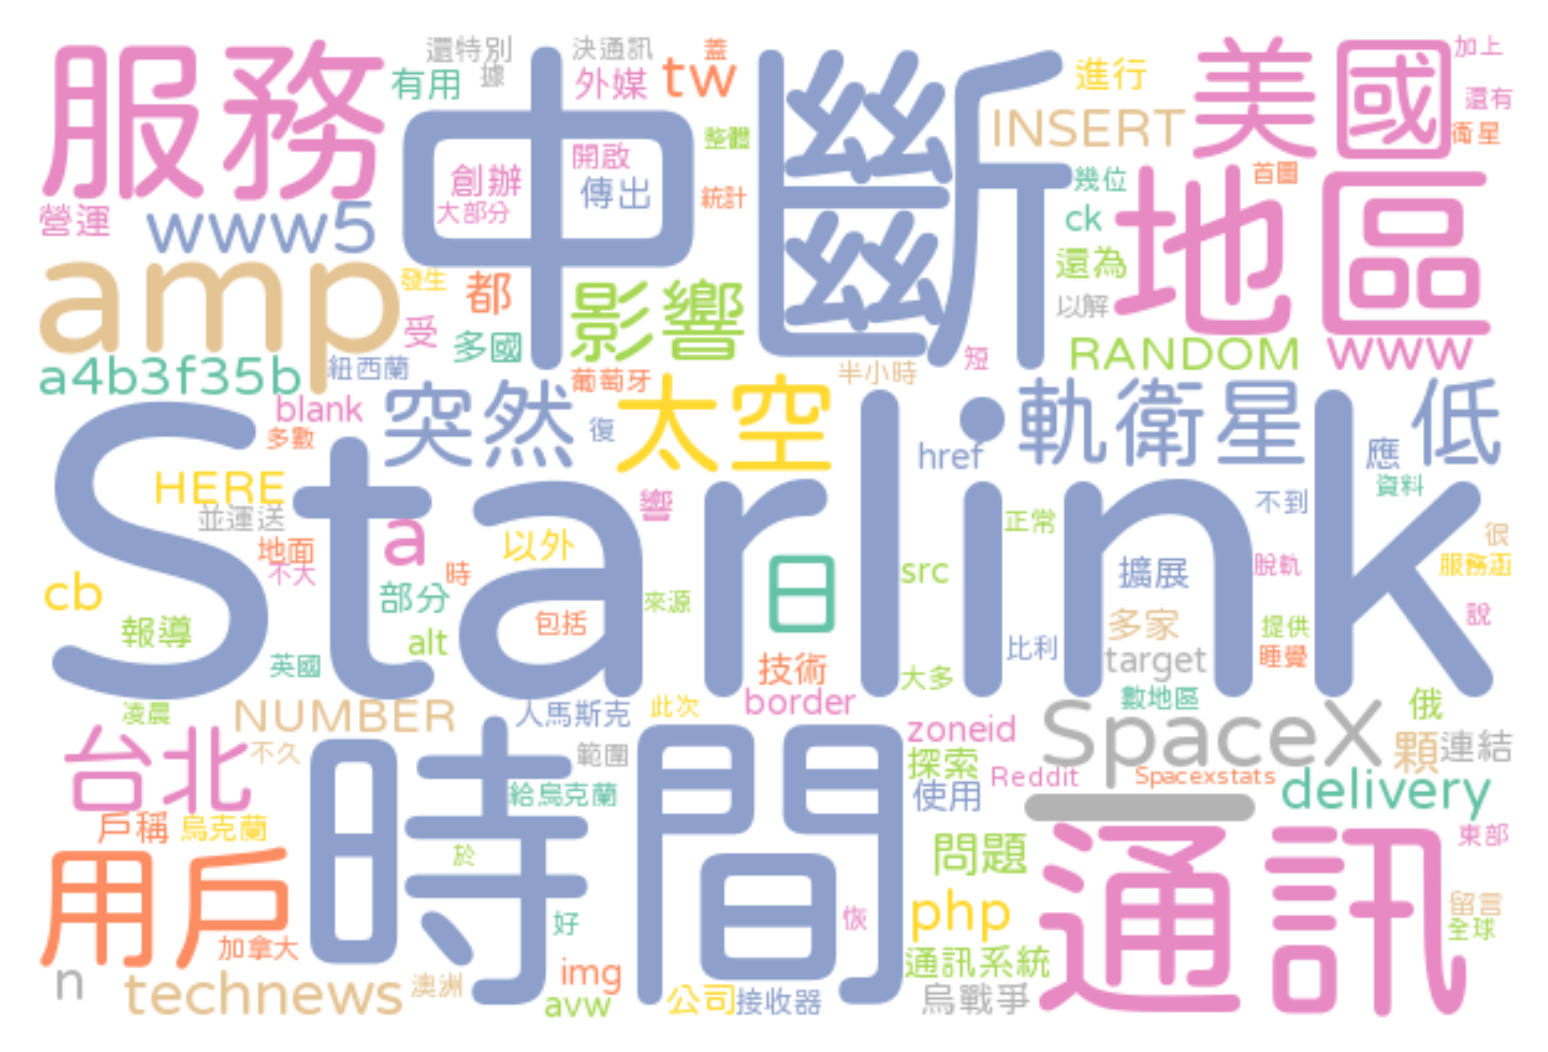 還特別 決通訊 蓋 加上
服務 中斷 美國
有用 據 外媒 tw 進行 還有
INSERT 衛星
整體
創辦 開啟 傳出 統計 幾位 首圖
營運 www5 大部分 ck 地區
amp 發生 都 影響 還為
受 多國 以解
a4b3f35b 紐西蘭 葡萄牙 半小時 短 RANDOM www
blank 突然 復 太空 href 軌衛星 應 低
多數
Starlink
HERE 響 不到 資料
並運送 a 以外 正常 很
地面 不大 時 日 src 擴展 脫軌 服務涵
cb 部分 來源
報導 alt 包括 多家 提供 說
英國 技術 大多 比利 target 睡覺
border 數地區
凌晨 NUMBER 人馬斯克 此次 zoneid SpaceX 俄
台北 不久 時間 範圍 探索 顆 連結
給烏克蘭 使用 Reddit Spacexstats delivery
戶稱 烏克蘭 _ 東部
用戶 於 問題 通訊
加拿大 好 恢 php 留言
全球
n technews 澳洲 img 通訊系統
avw 公司 接收器 烏戰爭